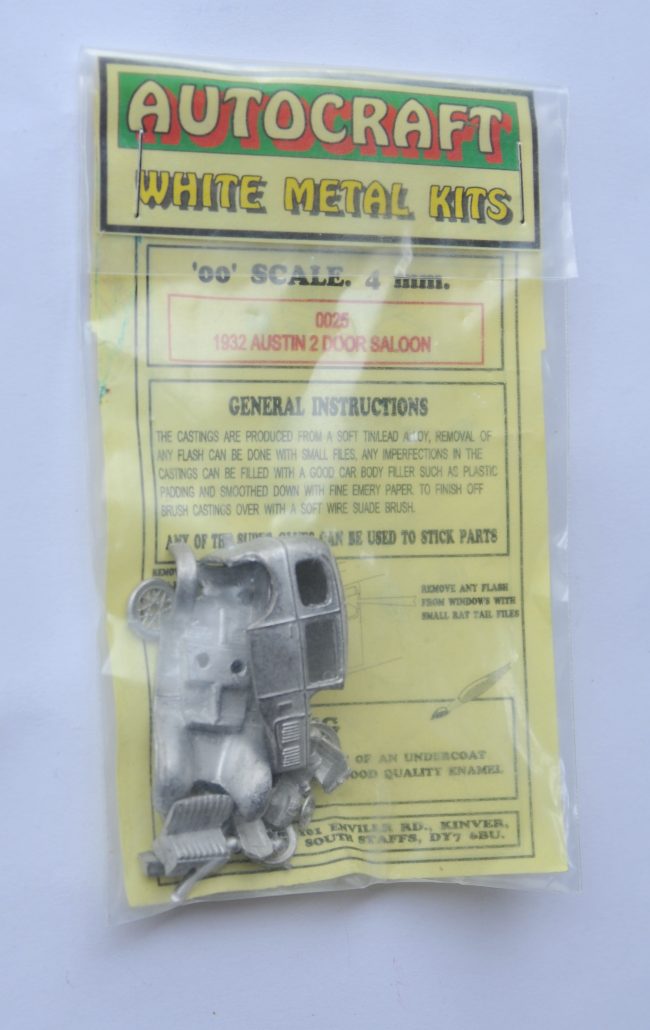 AUTOCRAFT
WHITE METAL KITS
'00' SCALE. 4 mm.
0025
1932 AUSTIN 2 DOOR SALOON
GENERAL INSTRUCTIONS
THE CASTINGS ARE PRODUCED FROM A SOFT TIN/LEAD ALLOY, REMOVAL OF
ANY FLASH CAN BE DONE WITH SMALL FILES, ANY IMPERFECTIONS IN THE
CASTINGS CAN BE FILLED WITH A GOOD CAR BODY FILLER SUCH AS PLASTIC
PADDING AND SMOOTHED DOWN WITH FINE EMERY PAPER. TO FINISH OFF
BRUSH CASTINGS OVER WITH A SOFT WIRE SUADE BRUSH.
ANY OF THE SUPER GLUES CAN BE USED TO STICK PARTS
REMOVE ANY FLASH
FROM WINDOWS WITH
SMALL RAT TAIL FILES
OF AN UNDERCOAT
GOOD QUALITY ENAMEL
101 ENVILLE RD., KINVER,
SOUTH STAFFS, DY7 6BU.